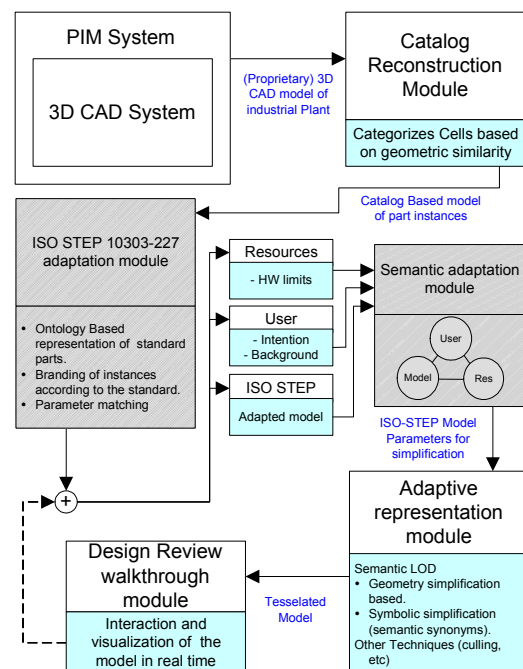 PIM System
3D CAD System
(Proprietary) 3D
CAD model of
industrial Plant
Catalog
Reconstruction
Module
Categorizes Cells based
on geometric similarity
Catalog Based model
of part instances
ISO STEP 10303-227
adaptation module
• Ontology Based
representation of standard
parts.
• Branding of instances
according to the standard.
• Parameter matching
Resources
- HW limits
User
- Intention
- Background
ISO STEP
Adapted model
Semantic adaptation
module
User
Model
Res
ISO-STEP Model
Parameters for
simplification
+
Adaptive
representation
module
Semantic LOD
• Geometry simplification
based.
• Symbolic simplification
(semantic synonyms).
Other Techniques (culling,
etc)
Tesselated
Model
Design Review
walkthrough
module
Interaction and
visualization of the
model in real time